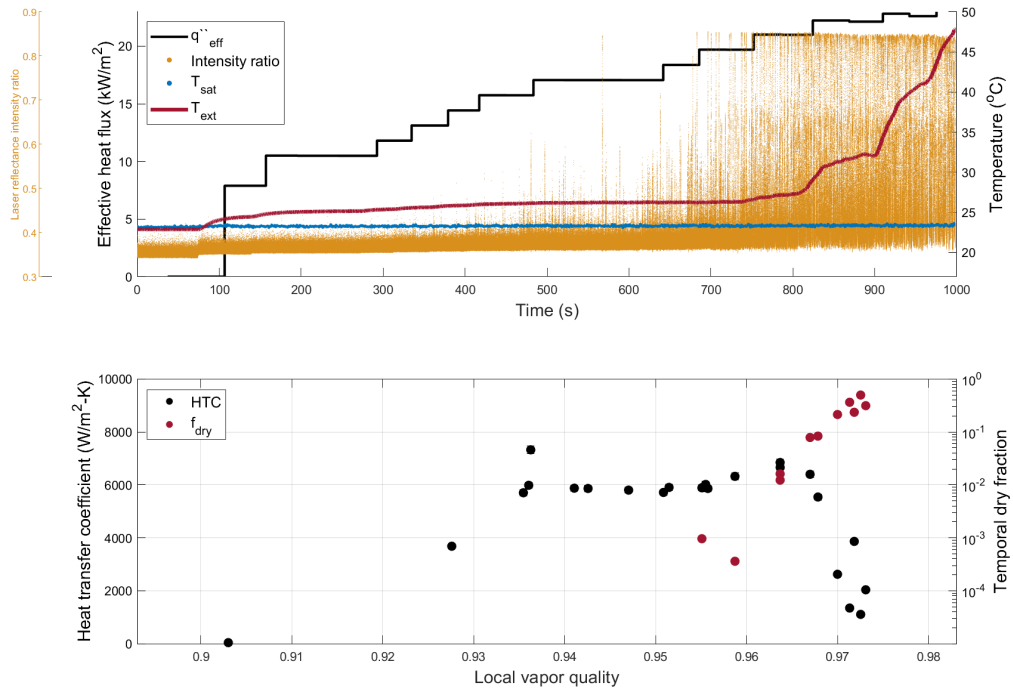 0.9
0.8
0.7
0.6
0.5
0.4
0.3
Laser reflectance intensity ratio
20
15
10
5
0
Effective heat flux (kW/m²)
q``eff
Intensity ratio
Tsat
Text
50
45
40
35
30
25
20
Temperature (°C)
0 100 200 300 400 500 600 700 800 900 1000
Time (s)
10000
8000
6000
4000
2000
0
Heat transfer coefficient (W/m²-K)
HTC
fdry
10⁰
10⁻¹
10⁻²
10⁻³
10⁻⁴
Temporal dry fraction
0.9 0.91 0.92 0.93 0.94 0.95 0.96 0.97 0.98
Local vapor quality